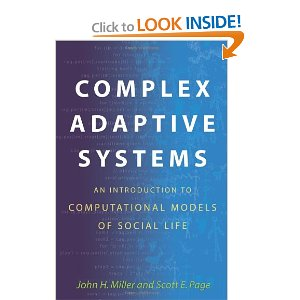 Click to LOOK INSIDE!
COMPLEX
ADAPTIVE
SYSTEMS
AN INTRODUCTION TO
COMPUTATIONAL MODELS
OF SOCIAL LIFE
John H. Miller and Scott E. Page